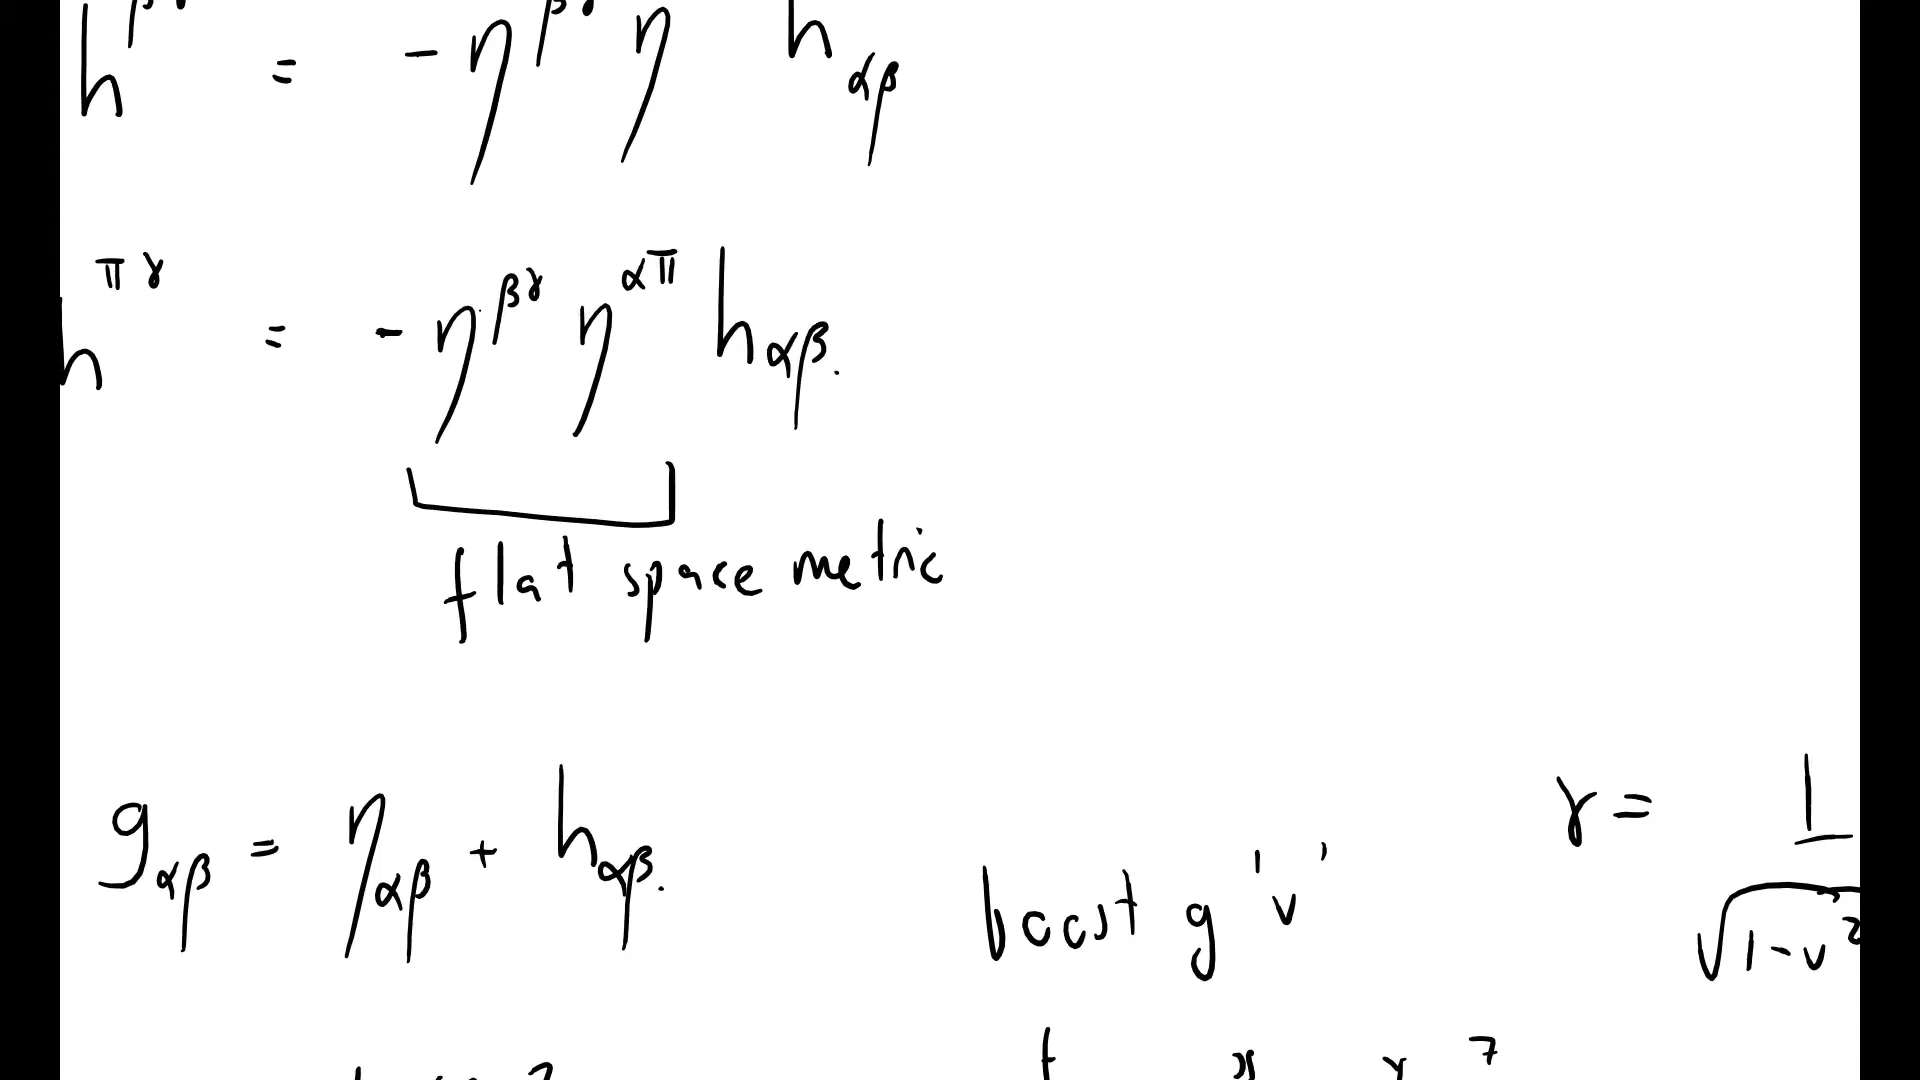 h^{βγ} = - η^{βγ} η h_{αβ}
h^{πγ} = - η^{βγ} η^{απ} h_{αβ}.
flat space metric
g_{αβ} = η_{αβ} + h_{αβ}.
boost g 'v'
γ = 1/√(1-v²